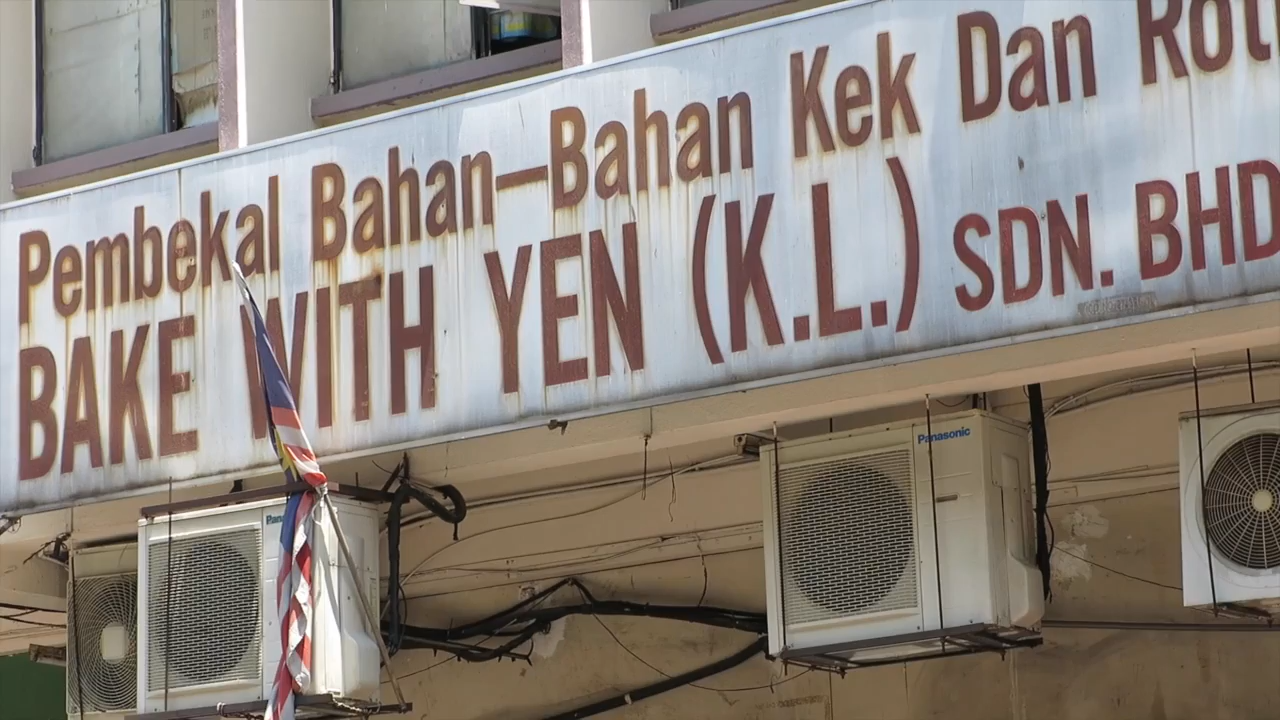 Pembekal Bahan-Bahan Kek Dan Roti
BAKE WITH YEN (K.L.) SDN. BHD
Panasonic